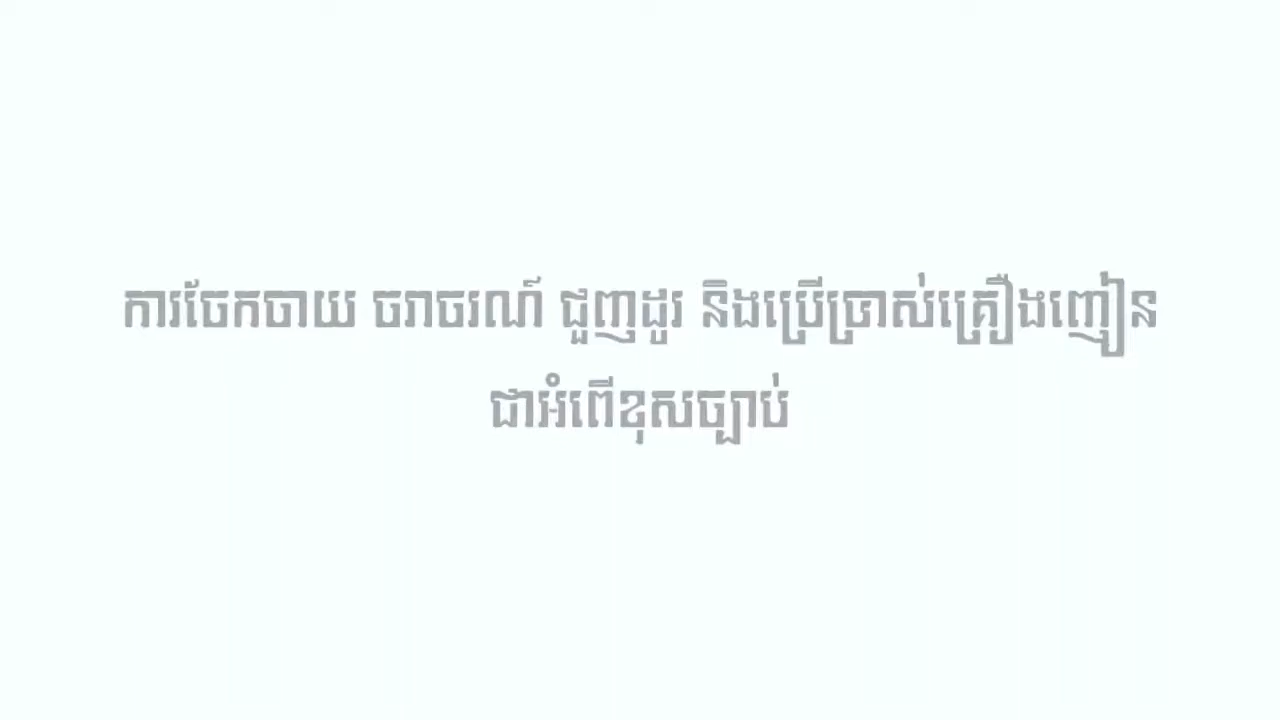 ការចែកចាយ ចរាចរណ៍ ជួញដូរ និងប្រើប្រាស់គ្រឿងញៀន
ជាអំពើខុសច្បាប់